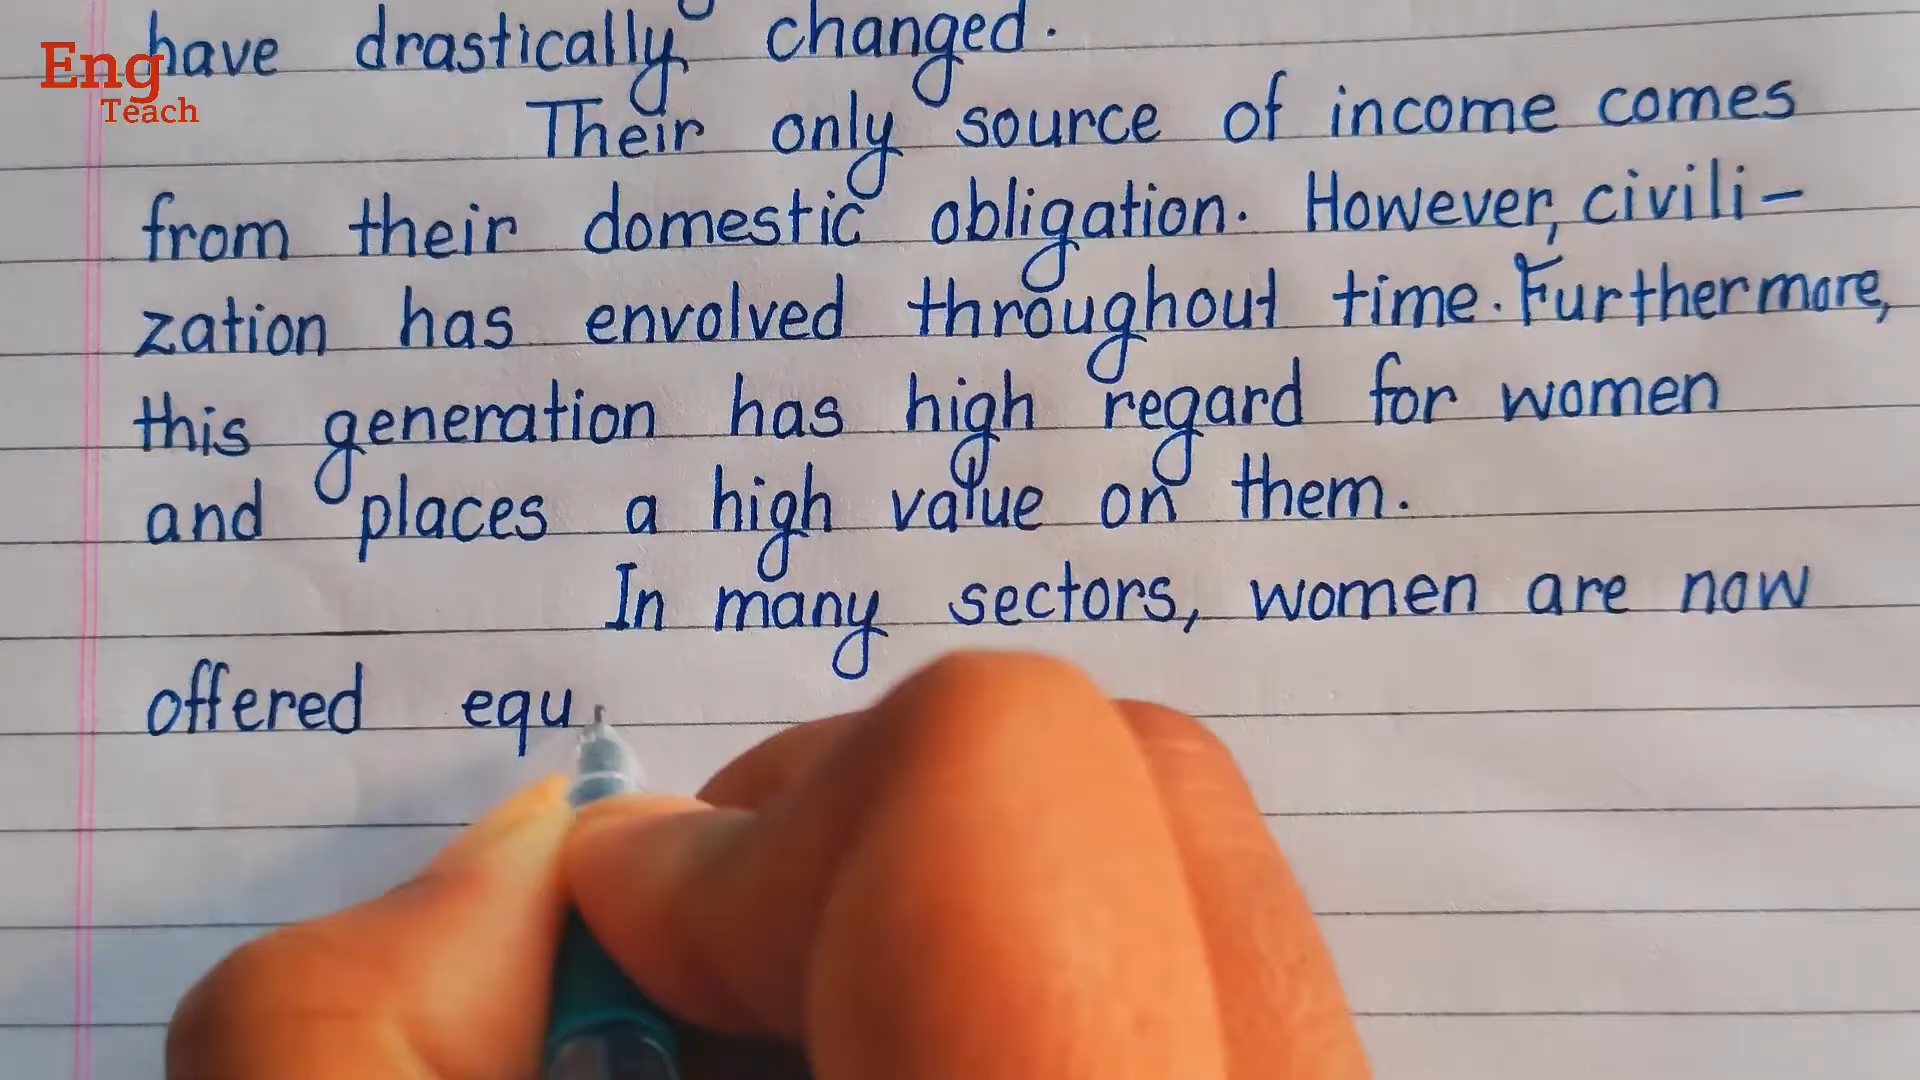 have drastically changed.
Eng
Teach
Their only source of income comes
from their domestic obligation. However, civili-
zation has envolved throughout time. Furthermore,
this generation has high regard for women
and places a high value on them.
In many sectors, women are now
offered equ